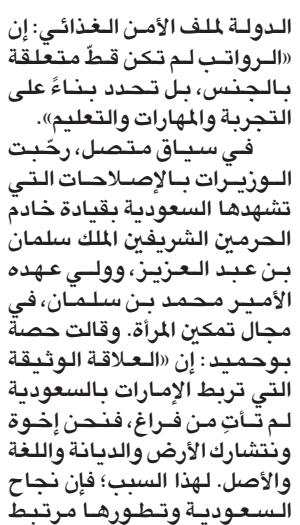 الدولة لملف الأمن الغذائي: إن
«الرواتب لم تكن قطّ متعلقة
بالجنس، بل تحدد بناءً على
التجربة والمهارات والتعليم».
في سياق متصل، رحّبت
الوزيرات بالإصلاحات التي
تشهدها السعودية بقيادة خادم
الحرمين الشريفين الملك سلمان
بن عبد العزيز، وولي عهده
الأمير محمد بن سلمان، في
مجال تمكين المرأة. وقالت حصة
بوحميد: إن «العلاقة الوثيقة
التي تربط الإمارات بالسعودية
لم تأتِ من فراغ، فنحن إخوة
ونتشارك الأرض والديانة واللغة
والأصل. لهذا السبب؛ فإن نجاح
السعودية وتطورها مرتبط